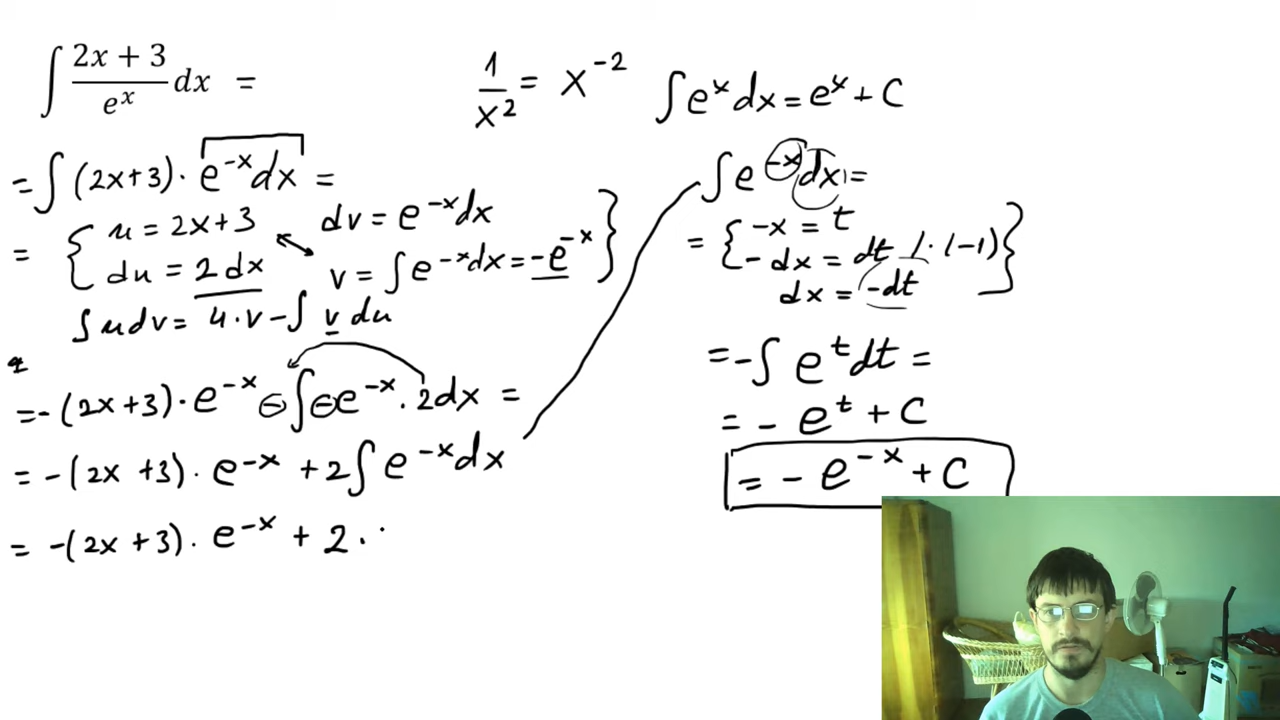 ∫ (2x + 3)/eˣ dx =
1/x² = x⁻²
∫eˣdx = eˣ + C
= ∫(2x+3) · e⁻ˣdx =
= { u = 2x+3 dv = e⁻ˣdx
du = 2dx v = ∫e⁻ˣdx = -e⁻ˣ }
∫udv = u·v - ∫v du
= -(2x+3)·e⁻ˣ - ∫-e⁻ˣ·2dx =
= -(2x+3)·e⁻ˣ + 2∫e⁻ˣdx
= -(2x+3)·e⁻ˣ + 2·
∫e⁻ˣdx =
= { -x = t
-dx = dt /·(-1)
dx = -dt }
= -∫eᵗdt =
= -eᵗ + C
= -e⁻ˣ + C